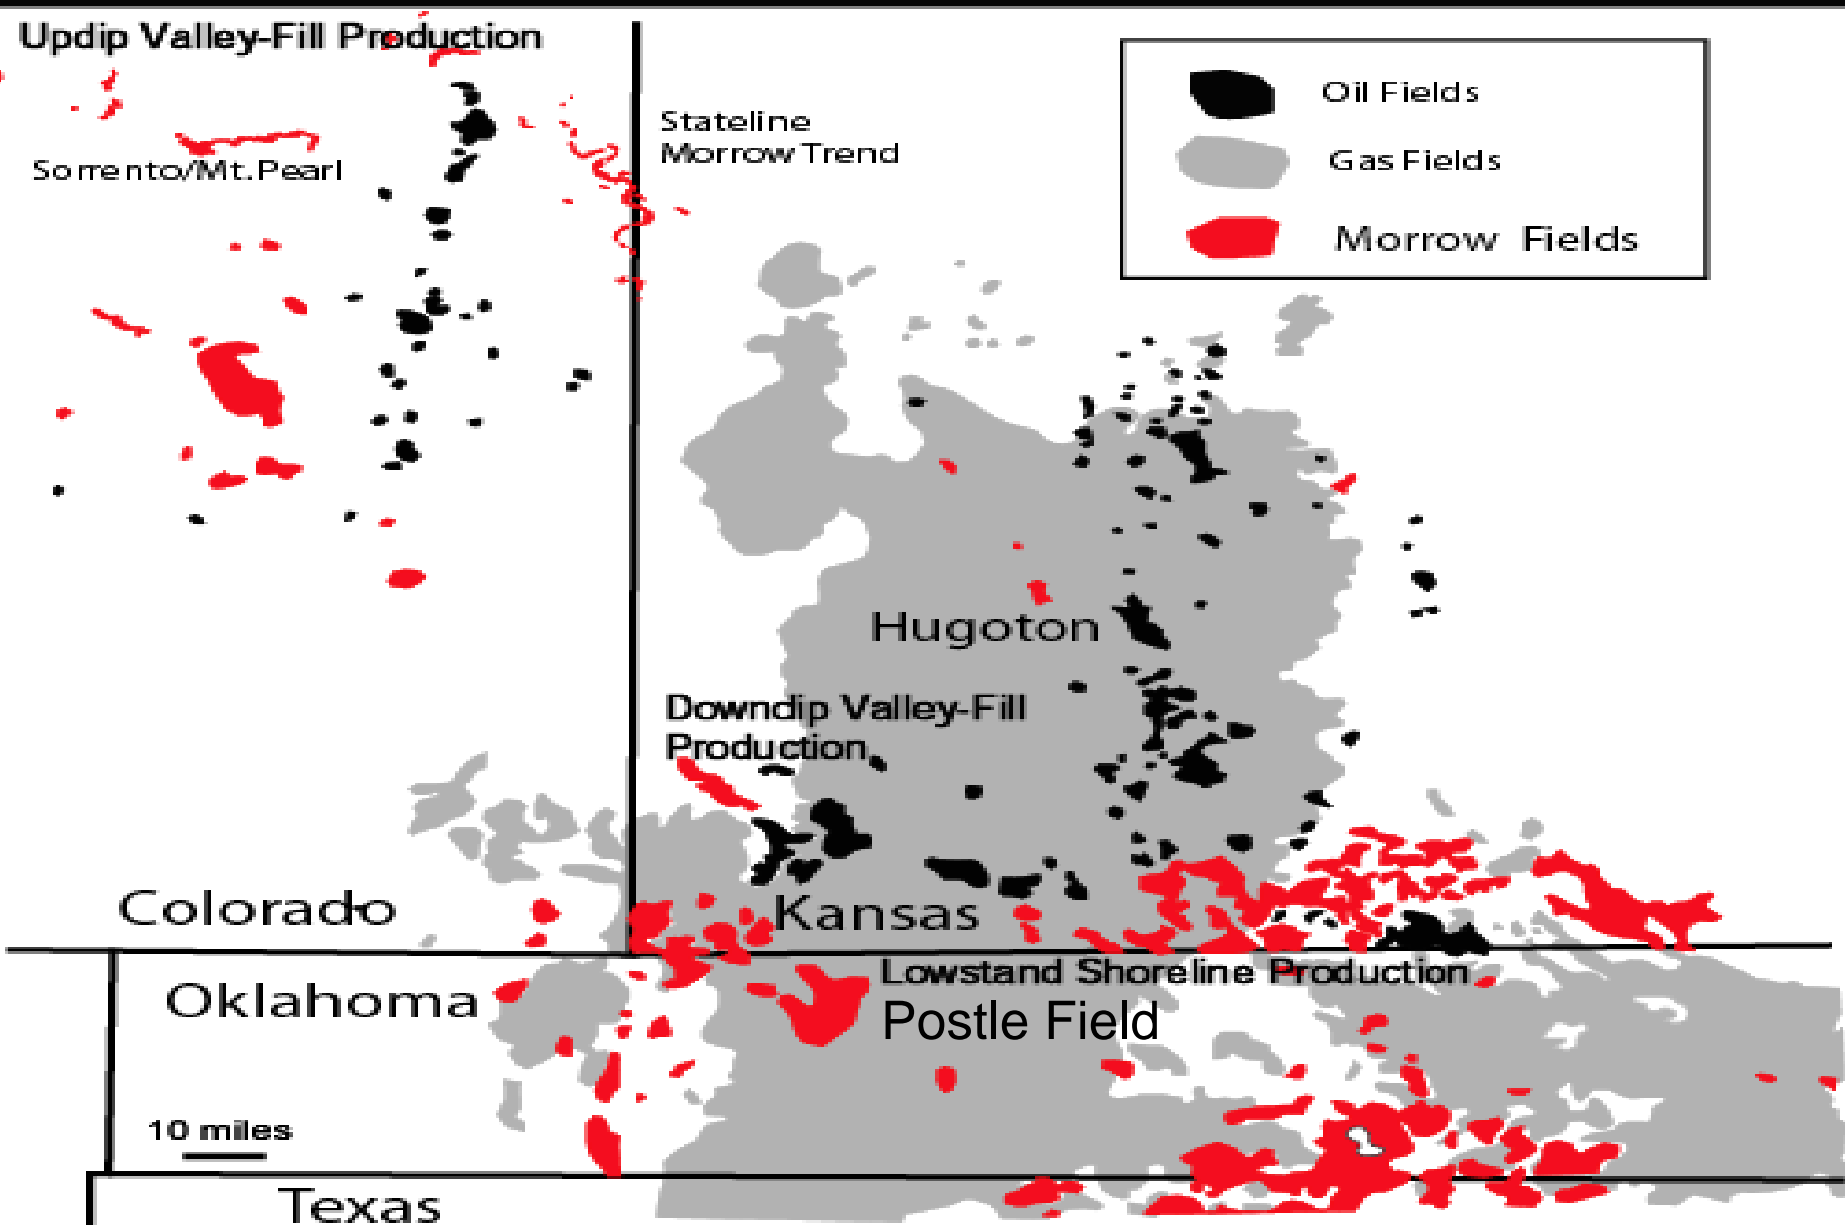 Updip Valley-Fill Production
Stateline
Morrow Trend
Sorrento/Mt.Pearl
Oil Fields
Gas Fields
Morrow Fields
Hugoton
Downdip Valley-Fill
Production
Colorado
Kansas
Lowstand Shoreline Production
Oklahoma
Postle Field
10 miles
Texas